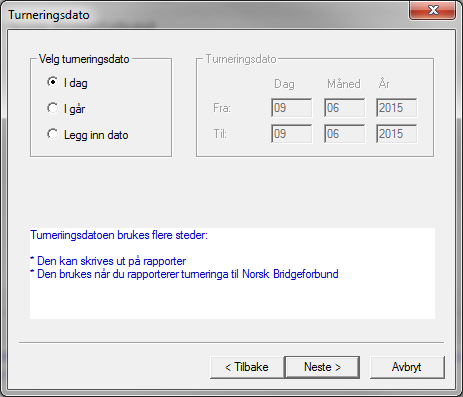 Turneringsdato
Velg turneringsdato
I dag
I går
Legg inn dato
Turneringsdato
Dag Måned År
Fra: 09 06 2015
Til: 09 06 2015
Turneriingsdatoen brukes flere steder:
* Den kan skrives ut på rapporter
* Den brukes når du rapporterer turneringa til Norsk Bridgeforbund
< Tilbake Neste > Avbryt